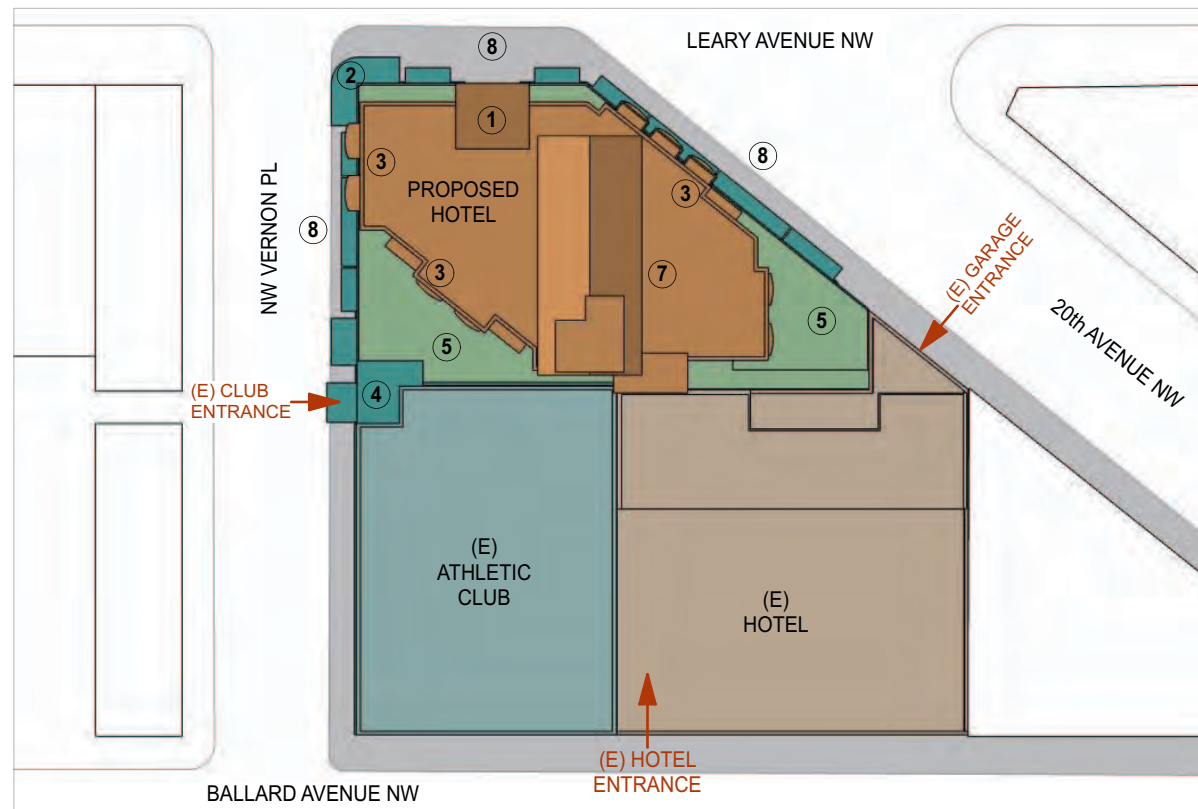 LEARY AVENUE NW
8
2
1
3
PROPOSED
HOTEL
8
3
NW VERNON PL
8
3
7
5
5
(E) GARAGE
ENTRANCE
20th AVENUE NW
(E) CLUB
ENTRANCE
4
(E)
ATHLETIC
CLUB
(E)
HOTEL
(E) HOTEL
ENTRANCE
BALLARD AVENUE NW